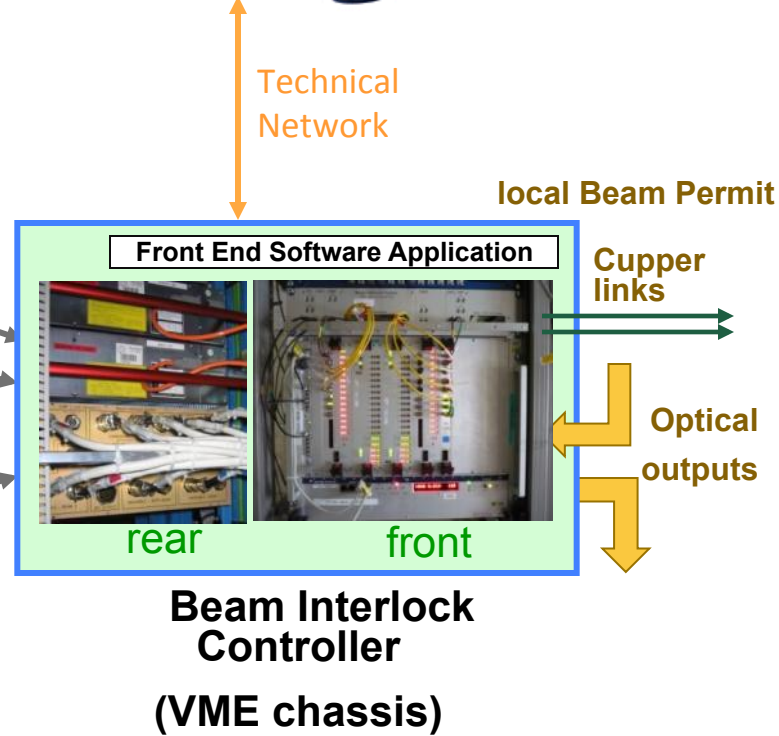 Technical
Network
local Beam Permit
Front End Software Application
Cupper
links
Optical
outputs
rear
front
Beam Interlock
Controller
(VME chassis)